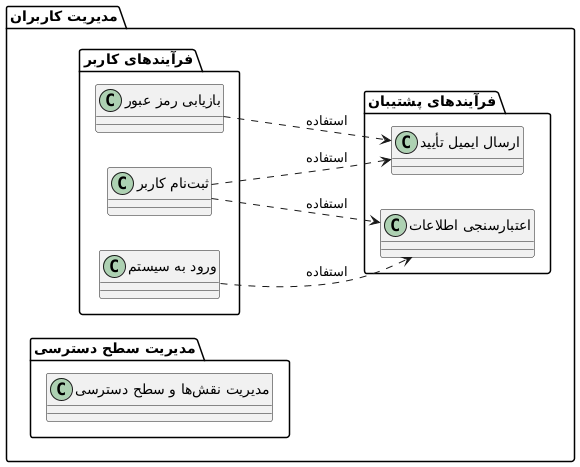 مدیریت کاربران
فرآیندهای کاربر
C بازیابی رمز عبور
C ثبت‌نام کاربر
C ورود به سیستم
استفاده
استفاده
استفاده
استفاده
فرآیندهای پشتیبان
C ارسال ایمیل تأیید
C اعتبارسنجی اطلاعات
مدیریت سطح دسترسی
C مدیریت نقش‌ها و سطح دسترسی